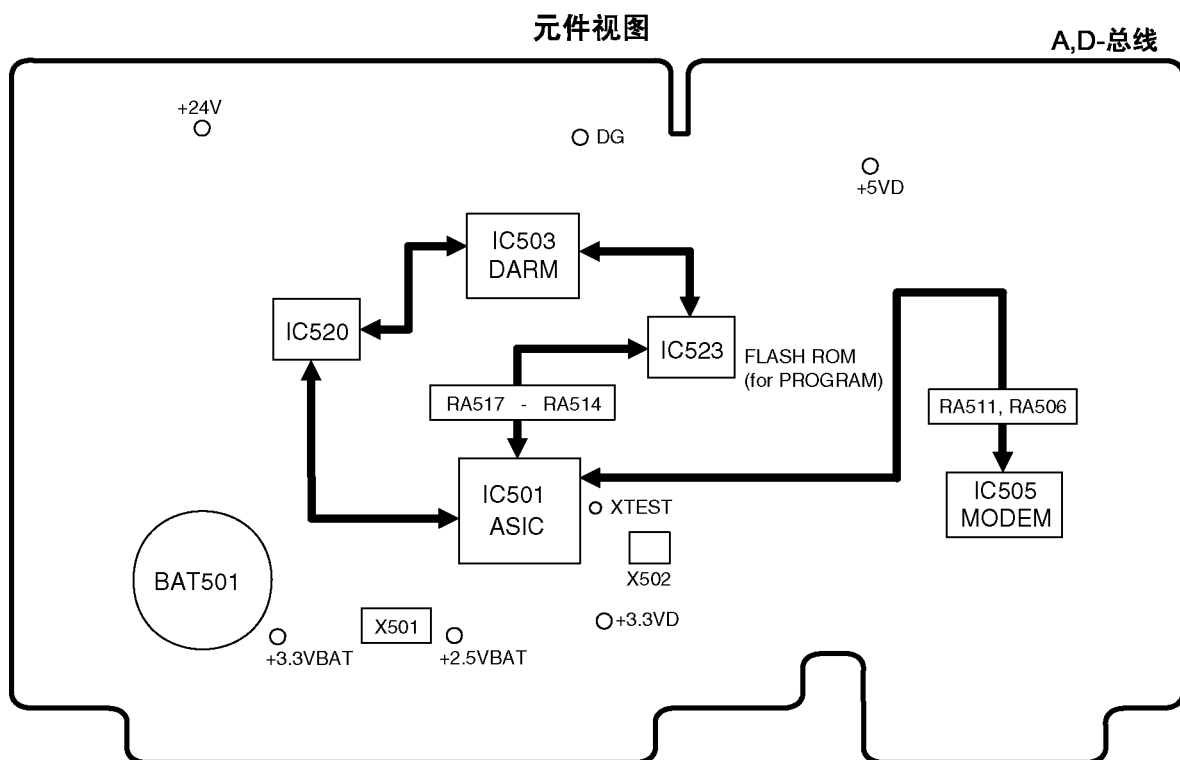 元件视图
A,D-总线
+24V
DG
+5VD
IC503
DARM
IC520
IC523
FLASH ROM
(for PROGRAM)
RA517 - RA514
RA511, RA506
IC501
ASIC
XTEST
IC505
MODEM
X502
BAT501
X501
+3.3VD
+3.3VBAT
+2.5VBAT